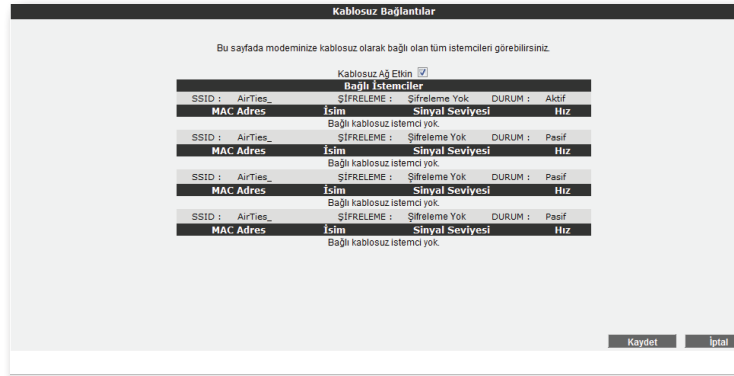 Kablosuz Bağlantılar
Bu sayfada modeminize kablosuz olarak bağlı olan tüm istemcileri görebilirsiniz.
Kablosuz Ağ Etkin
Bağlı İstemciler
SSID : AirTies_ ŞİFRELEME : Şifreleme Yok DURUM : Aktif
MAC Adres İsim Sinyal Seviyesi Hız
Bağlı kablosuz istemci yok.
SSID : AirTies_ ŞİFRELEME : Şifreleme Yok DURUM : Pasif
MAC Adres İsim Sinyal Seviyesi Hız
Bağlı kablosuz istemci yok.
SSID : AirTies_ ŞİFRELEME : Şifreleme Yok DURUM : Pasif
MAC Adres İsim Sinyal Seviyesi Hız
Bağlı kablosuz istemci yok.
SSID : AirTies_ ŞİFRELEME : Şifreleme Yok DURUM : Pasif
MAC Adres İsim Sinyal Seviyesi Hız
Bağlı kablosuz istemci yok.
Kaydet İptal